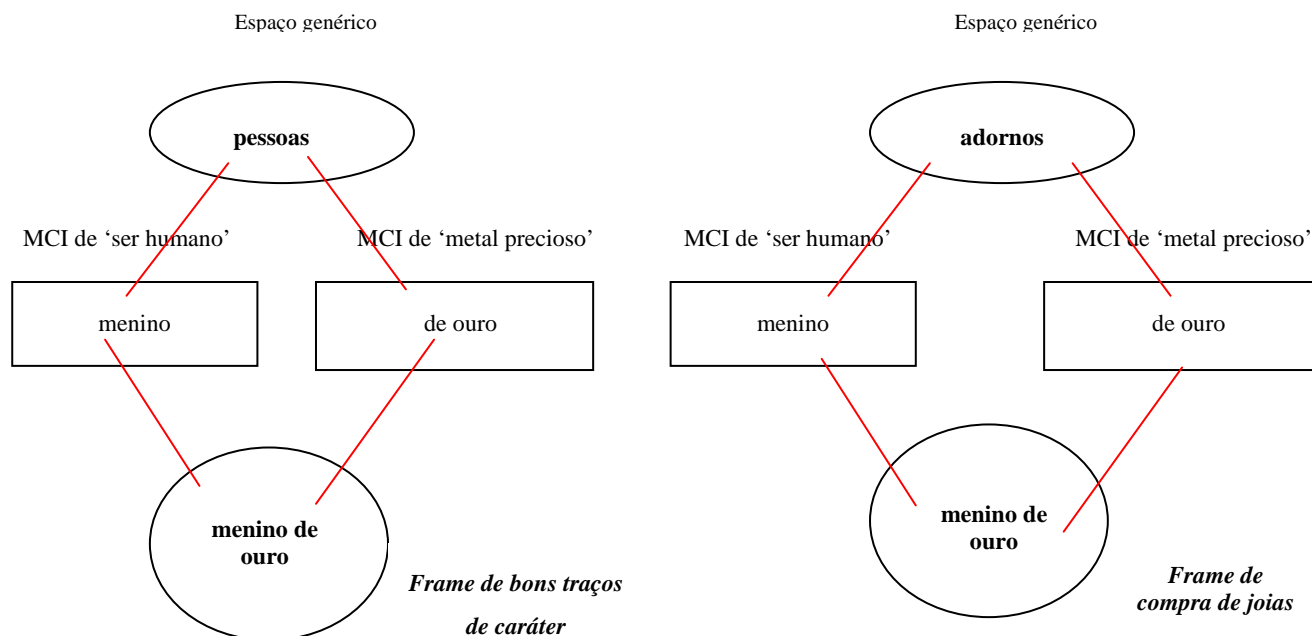 Espaço genérico
pessoas
MCI de ‘ser humano’
MCI de ‘metal precioso’
menino
de ouro
menino de
ouro
Frame de bons traços
de caráter
Espaço genérico
adornos
MCI de ‘ser humano’
MCI de ‘metal precioso’
menino
de ouro
menino de
ouro
Frame de
compra de joias